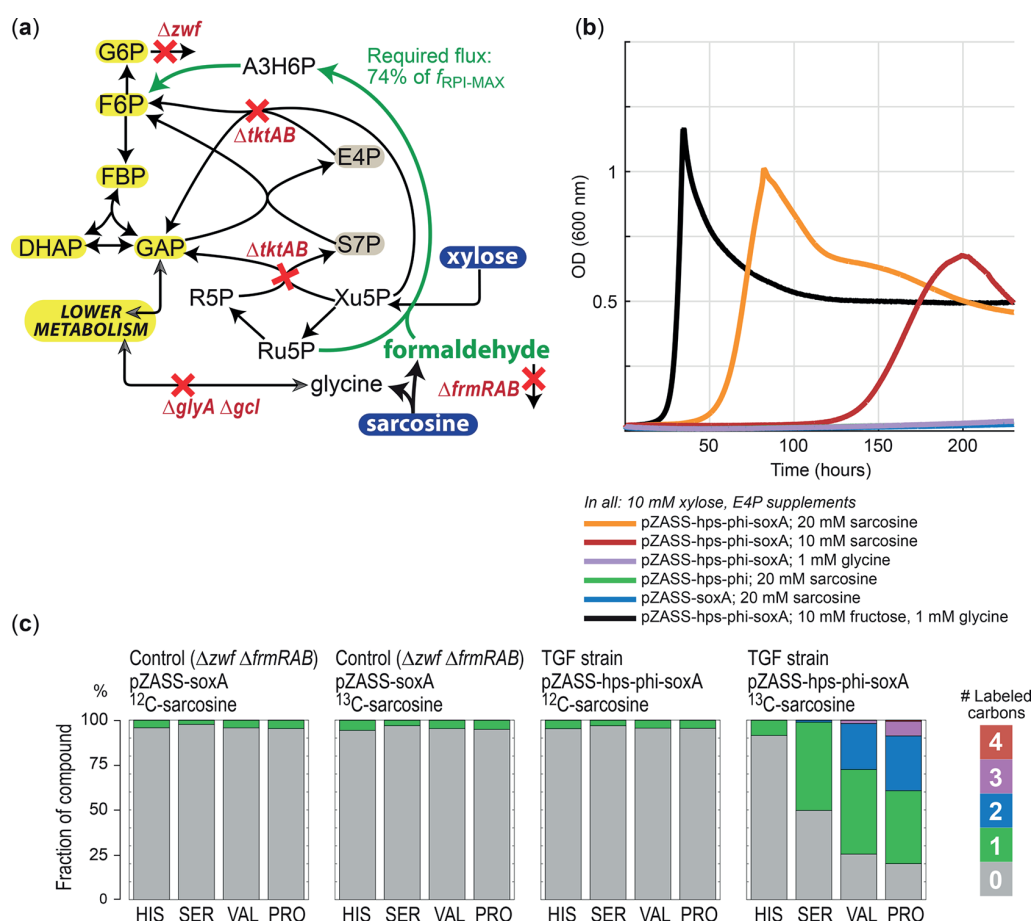 (a)
Δzwf
G6P
A3H6P
Required flux:
74% of fRPI-MAX
F6P
ΔtktAB
E4P
FBP
DHAP
GAP
ΔtktAB
S7P
xylose
R5P
Xu5P
LOWER
METABOLISM
Ru5P
formaldehyde
glycine
ΔfrmRAB
ΔglyA Δgcl
sarcosine
(b)
OD (600 nm)
1
0.5
50
100
150
200
Time (hours)
In all: 10 mM xylose, E4P supplements
pZASS-hps-phi-soxA; 20 mM sarcosine
pZASS-hps-phi-soxA; 10 mM sarcosine
pZASS-hps-phi-soxA; 1 mM glycine
pZASS-hps-phi; 20 mM sarcosine
pZASS-soxA; 20 mM sarcosine
pZASS-hps-phi-soxA; 10 mM fructose, 1 mM glycine
(c)
Control (Δzwf ΔfrmRAB)
pZASS-soxA
12C-sarcosine
Control (Δzwf ΔfrmRAB)
pZASS-soxA
13C-sarcosine
TGF strain
pZASS-hps-phi-soxA
12C-sarcosine
TGF strain
pZASS-hps-phi-soxA
13C-sarcosine
%
100
75
50
25
0
Fraction of compound
HIS SER VAL PRO
HIS SER VAL PRO
HIS SER VAL PRO
HIS SER VAL PRO
# Labeled
carbons
4
3
2
1
0